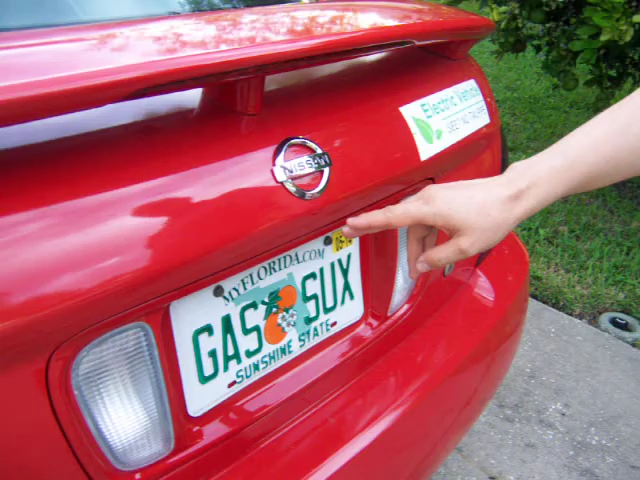 Electric Vehicle
NISSAN
MYFLORIDA.COM
GAS SUX
SUNSHINE STATE